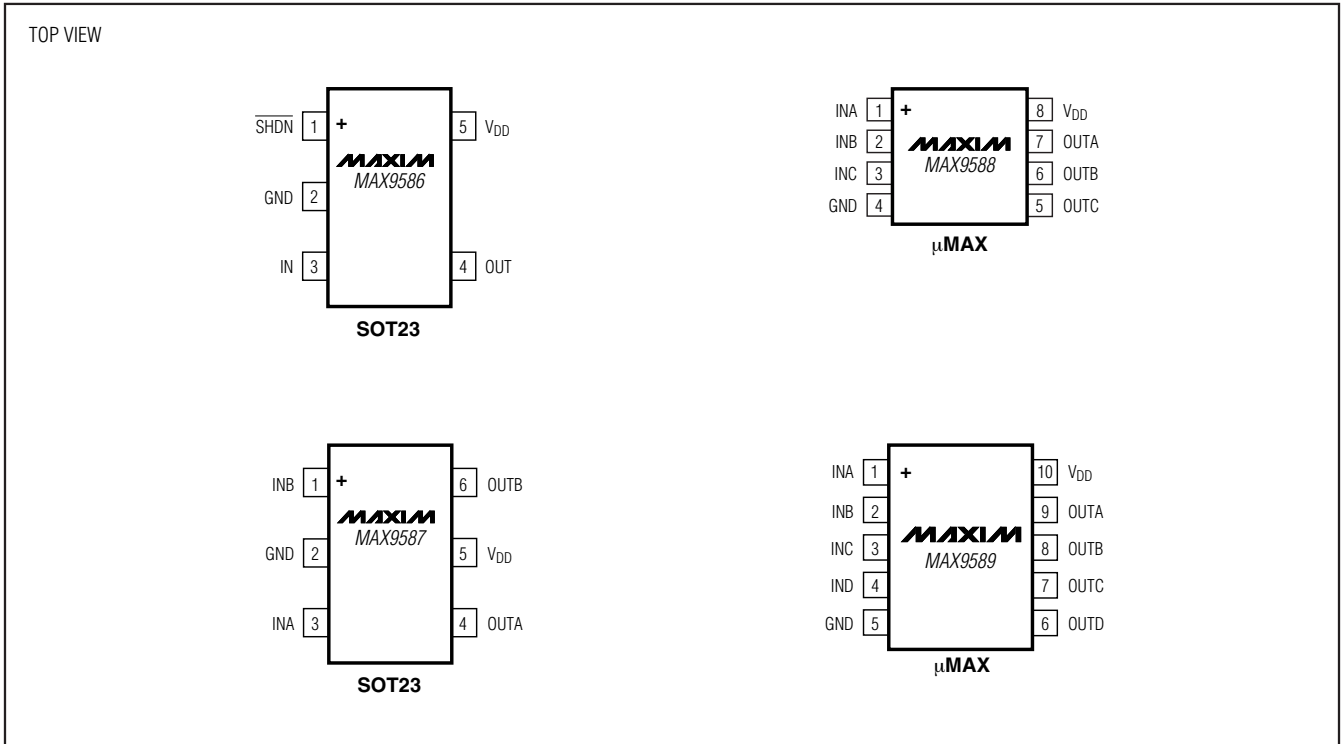 TOP VIEW
SHDN 1 + 5 VDD
MAXIM
MAX9586
GND 2
IN 3 4 OUT
SOT23
INA 1 + 8 VDD
INB 2 MAXIM 7 OUTA
INC 3 MAX9588 6 OUTB
GND 4 5 OUTC
µMAX
INB 1 + 6 OUTB
MAXIM
MAX9587
GND 2 5 VDD
INA 3 4 OUTA
SOT23
INA 1 + 10 VDD
INB 2 9 OUTA
MAXIM
INC 3 8 OUTB
MAX9589
IND 4 7 OUTC
GND 5 6 OUTD
µMAX